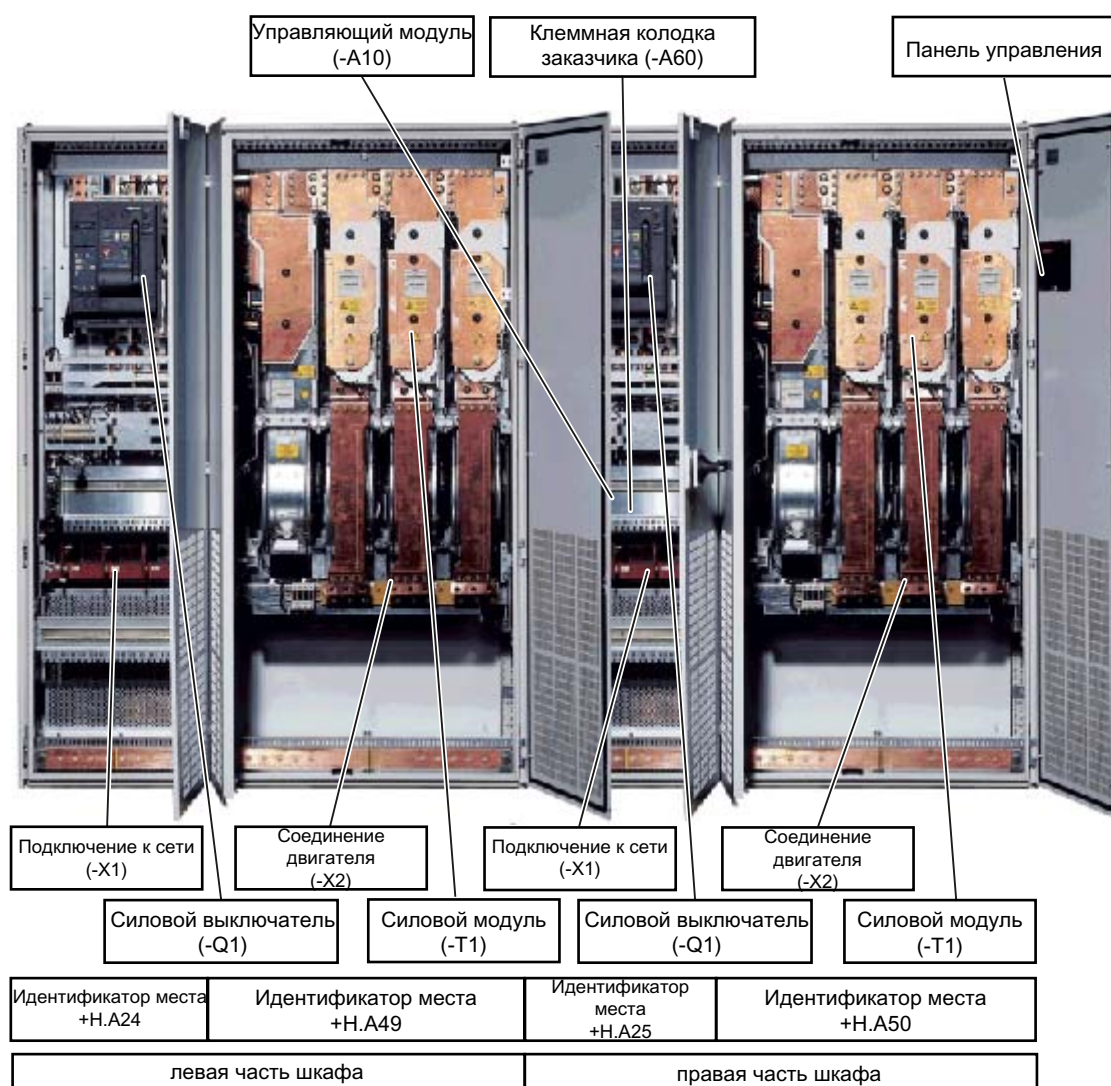 Управляющий модуль
(-A10)
Клеммная колодка
заказчика (-A60)
Панель управления
Подключение к сети
(-X1)
Соединение
двигателя
(-X2)
Подключение к сети
(-X1)
Соединение
двигателя
(-X2)
Силовой выключатель
(-Q1)
Силовой модуль
(-T1)
Силовой выключатель
(-Q1)
Силовой модуль
(-T1)
Идентификатор места
+H.A24
Идентификатор места
+H.A49
Идентификатор
места
+H.A25
Идентификатор места
+H.A50
левая часть шкафа
правая часть шкафа